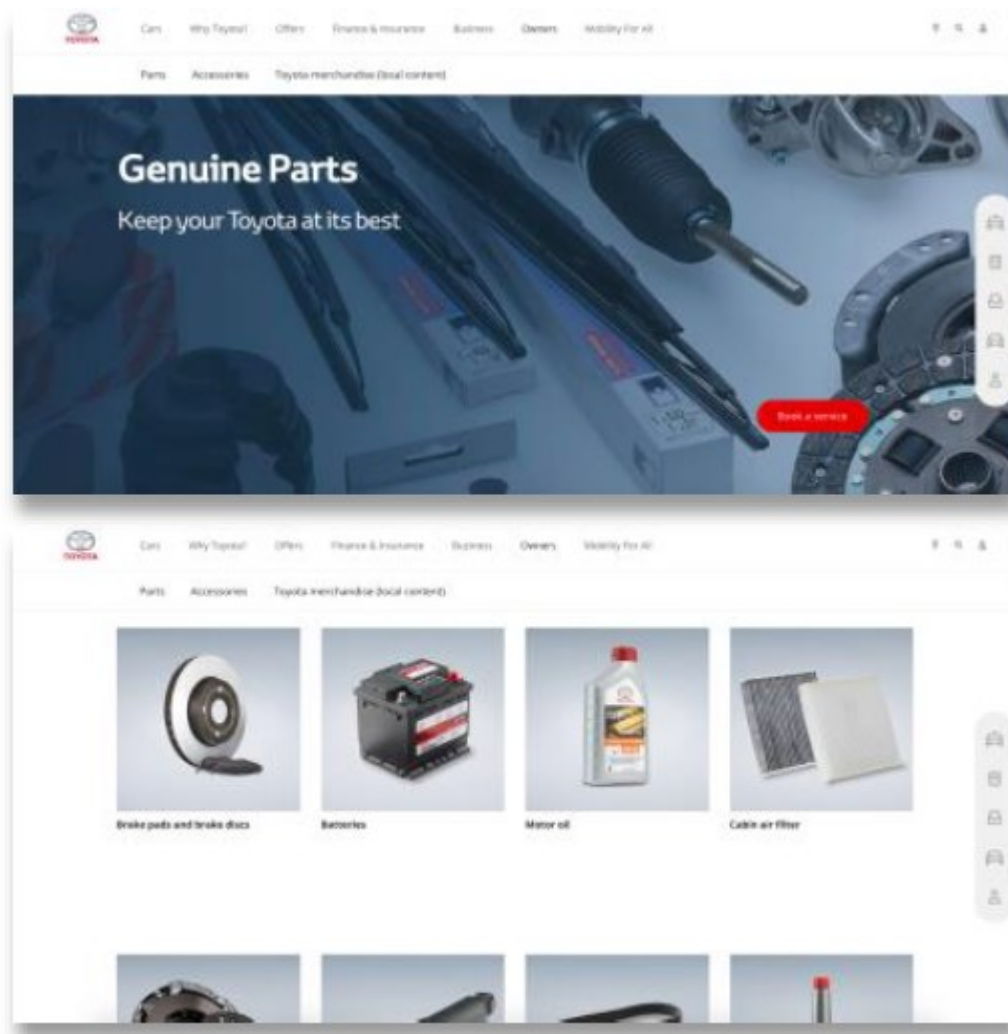 TOYOTA
Cars Why Toyota? Offers Finance & Insurance Business Owners Mobility For All
Parts Accessories Toyota merchandise (local content)
Genuine Parts
Keep your Toyota at its best
Book a service
TOYOTA
Cars Why Toyota? Offers Finance & Insurance Business Owners Mobility For All
Parts Accessories Toyota merchandise (local content)
Brake pads and brake discs
Batteries
Motor oil
Cabin air filter